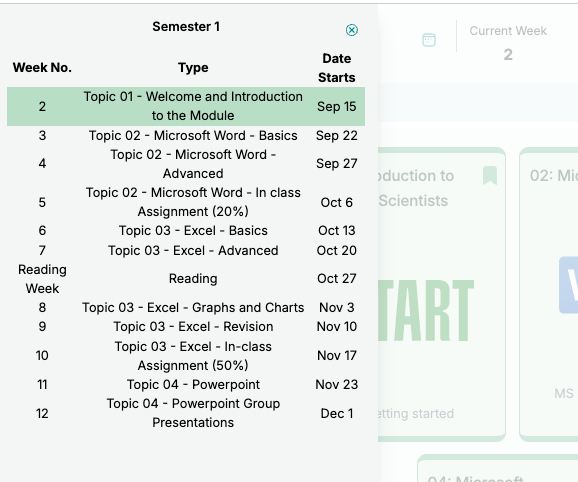 Semester 1
Week No. Type Date Starts
2 Topic 01 - Welcome and Introduction to the Module Sep 15
3 Topic 02 - Microsoft Word - Basics Sep 22
4 Topic 02 - Microsoft Word - Advanced Sep 27
5 Topic 02 - Microsoft Word - In class Assignment (20%) Oct 6
6 Topic 03 - Excel - Basics Oct 13
7 Topic 03 - Excel - Advanced Oct 20
Reading Week Reading Oct 27
8 Topic 03 - Excel - Graphs and Charts Nov 3
9 Topic 03 - Excel - Revision Nov 10
10 Topic 03 - Excel - In-class Assignment (50%) Nov 17
11 Topic 04 - Powerpoint Nov 23
12 Topic 04 - Powerpoint Group Presentations Dec 1
Current Week
2
oduction to
Scientists
TART
etting started
02: Mic
W
MS
04: Microsoft